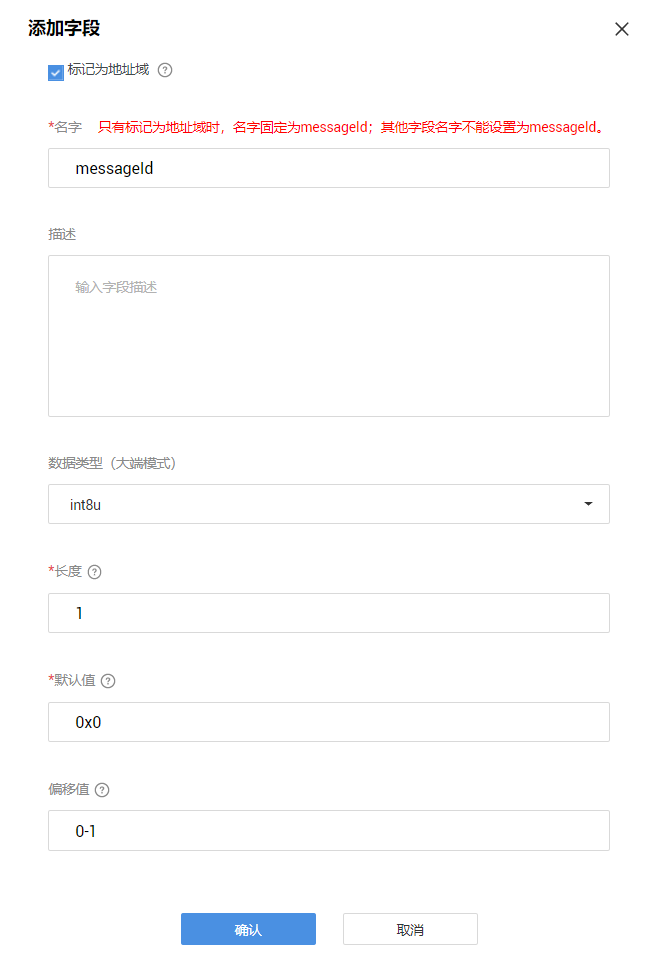 添加字段
标记为地址域 ?
*名字 只有标记为地址域时，名字固定为messageId；其他字段名字不能设置为messageId。
messageId
描述
输入字段描述
数据类型（大端模式）
int8u
*长度 ?
1
*默认值 ?
0x0
偏移值 ?
0-1
确认 取消